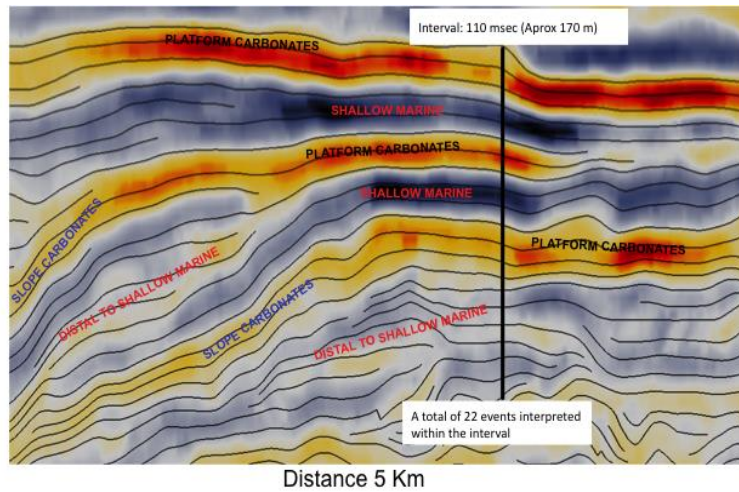 Interval: 110 msec (Aprox 170 m)
PLATFORM CARBONATES
SHALLOW MARINE
PLATFORM CARBONATES
SHALLOW MARINE
SLOPE CARBONATES
DISTAL TO SHALLOW MARINE
PLATFORM CARBONATES
SLOPE CARBONATES
DISTAL TO SHALLOW MARINE
A total of 22 events interpreted
within the interval
Distance 5 Km